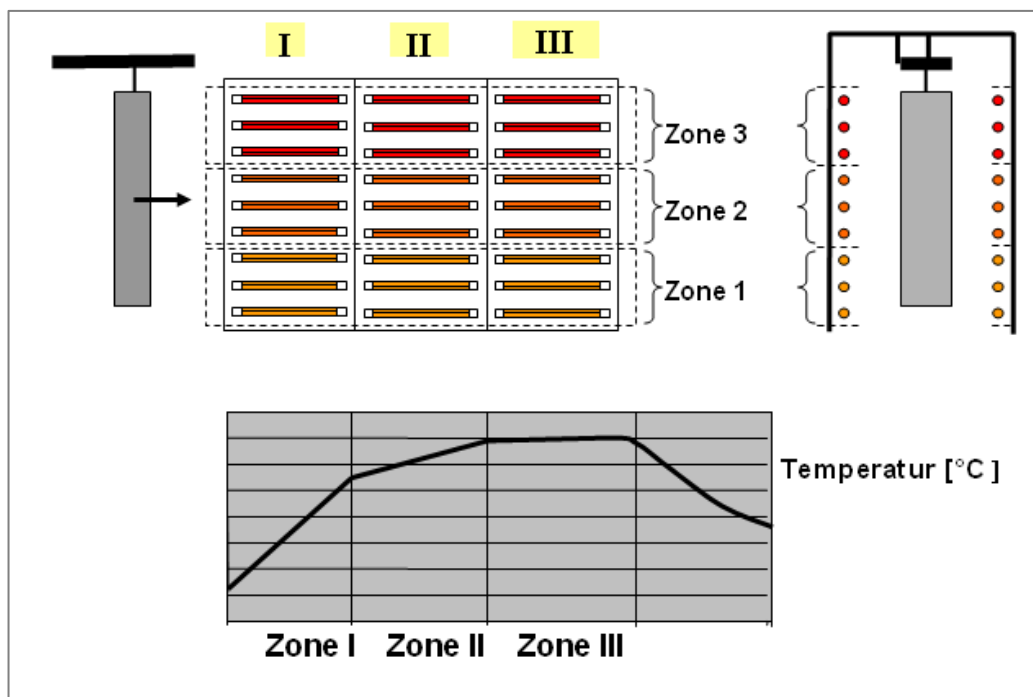 I II III
Zone 3
Zone 2
Zone 1
Temperatur [°C ]
Zone I Zone II Zone III